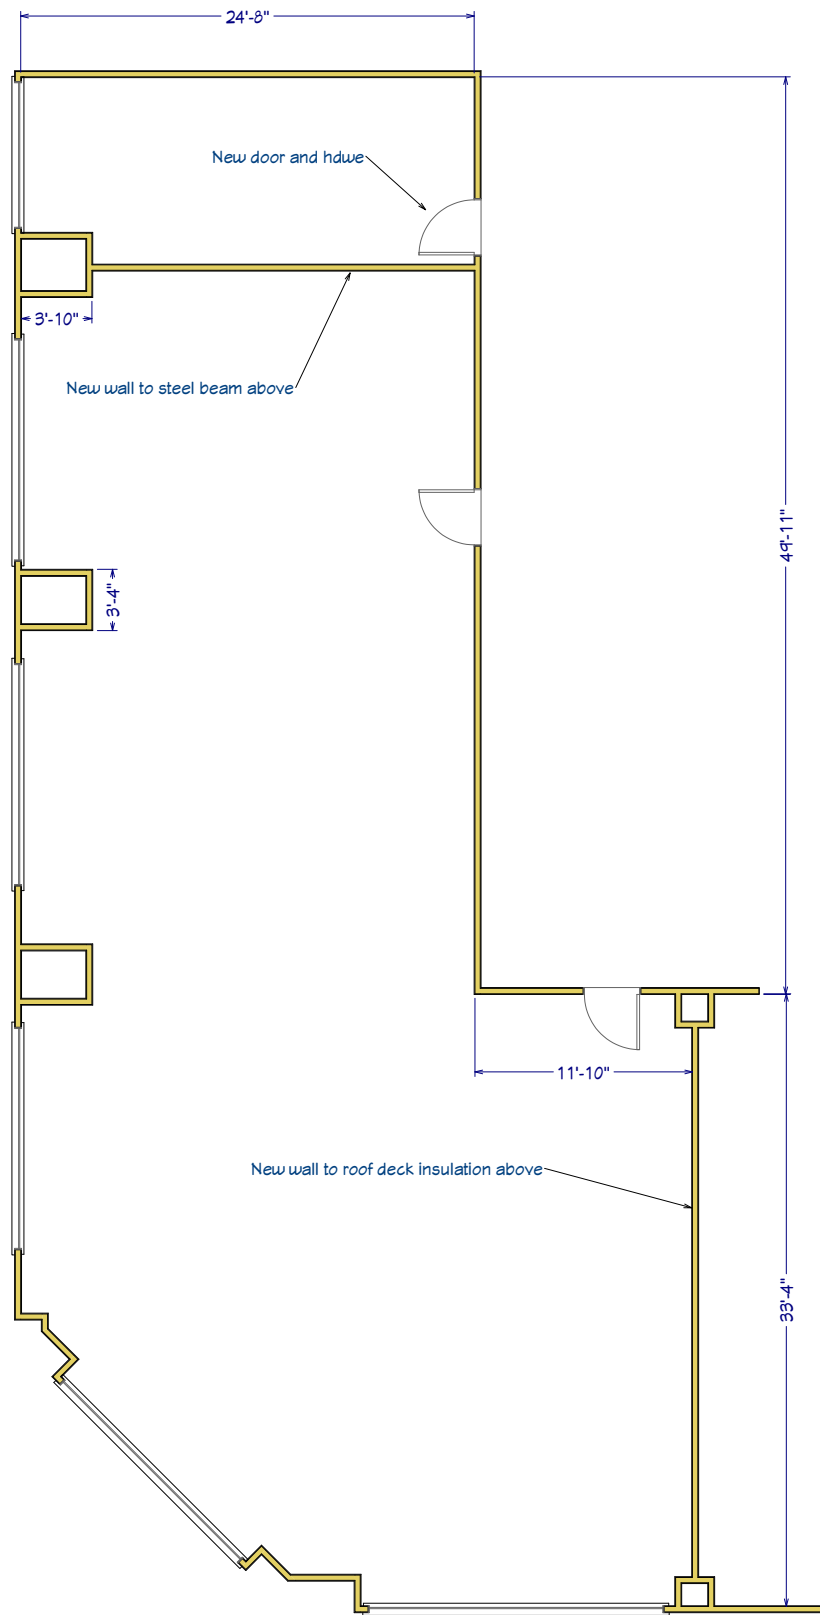 24'-8"
New door and hdwe
3'-10"
New wall to steel beam above
49'-11"
3'-4"
11'-10"
New wall to roof deck insulation above
33'-4"